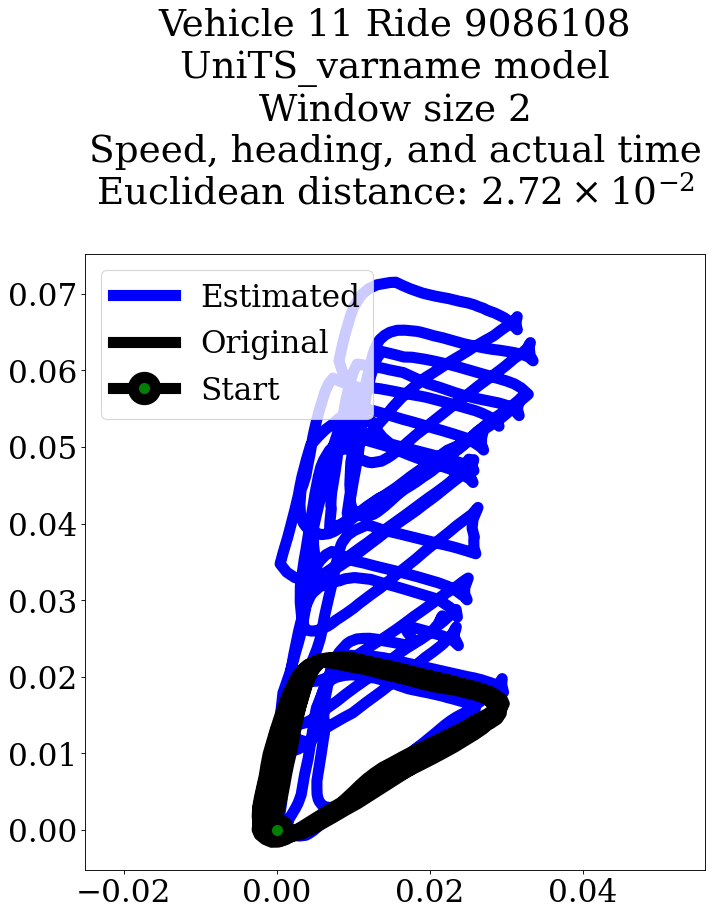 Vehicle 11 Ride 9086108
UniTS_varname model
Window size 2
Speed, heading, and actual time
Euclidean distance: 2.72 × 10⁻²
Estimated
Original
Start
0.07
0.06
0.05
0.04
0.03
0.02
0.01
0.00
−0.02 0.00 0.02 0.04